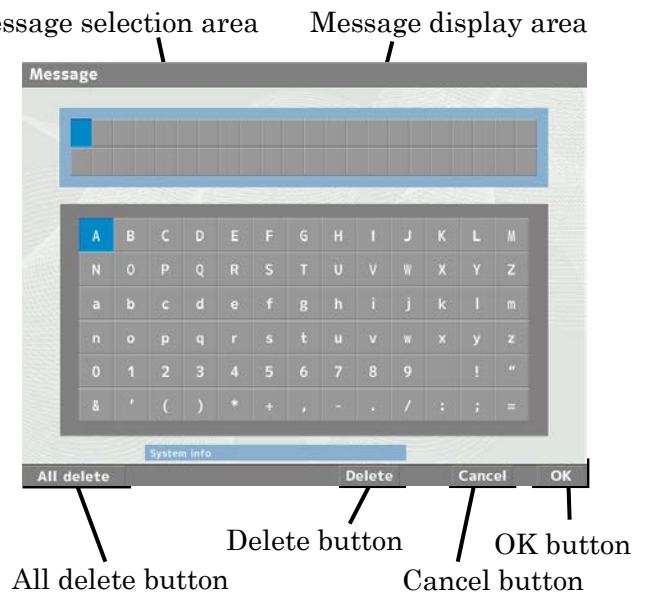 essage selection area Message display area
Message
A B C D E F G H I J K L M
N O P Q R S T U V W X Y Z
a b c d e f g h i j k l m
n o p q r s t u v w x y z
0 1 2 3 4 5 6 7 8 9 ! "
& ' ( ) * + , - . / : ; =
System info
All delete Delete Cancel OK
Delete button OK button
All delete button Cancel button